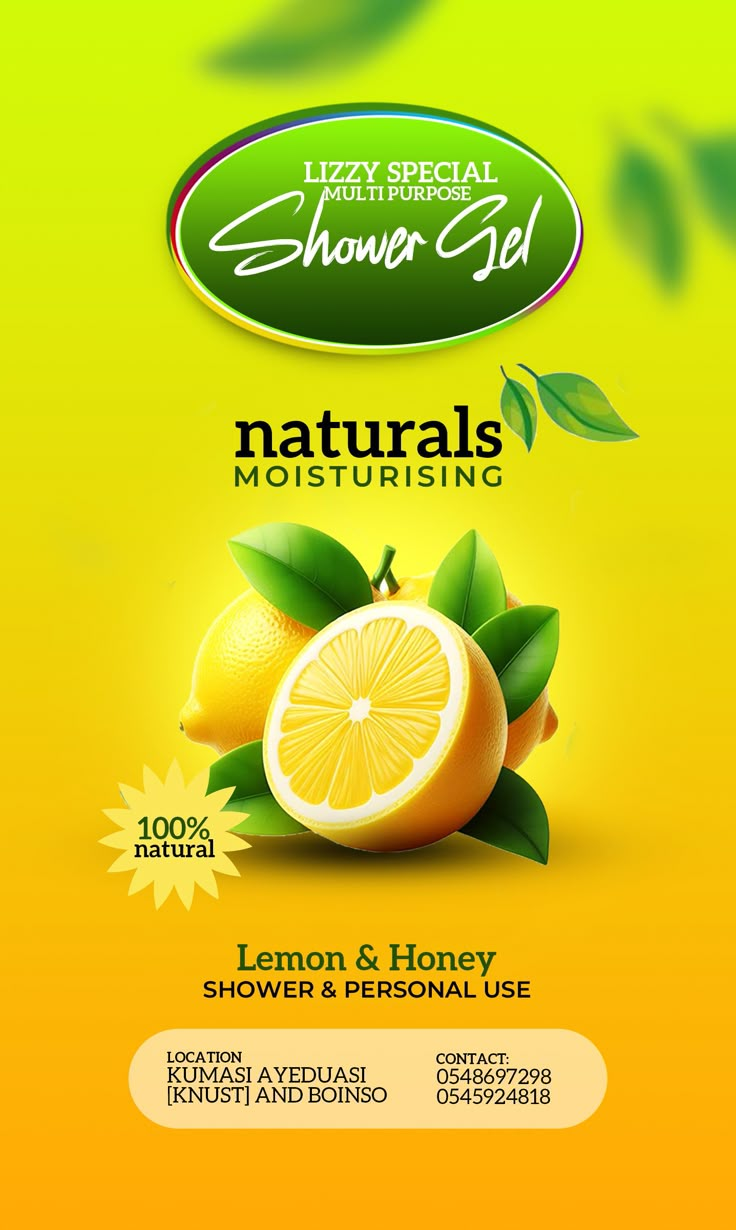 LIZZY SPECIAL
MULTI PURPOSE
Shower Gel
naturals
MOISTURISING
100%
natural
Lemon & Honey
SHOWER & PERSONAL USE
LOCATION
KUMASI AYEDUASI
[KNUST] AND BOINSO
CONTACT:
0548697298
0545924818